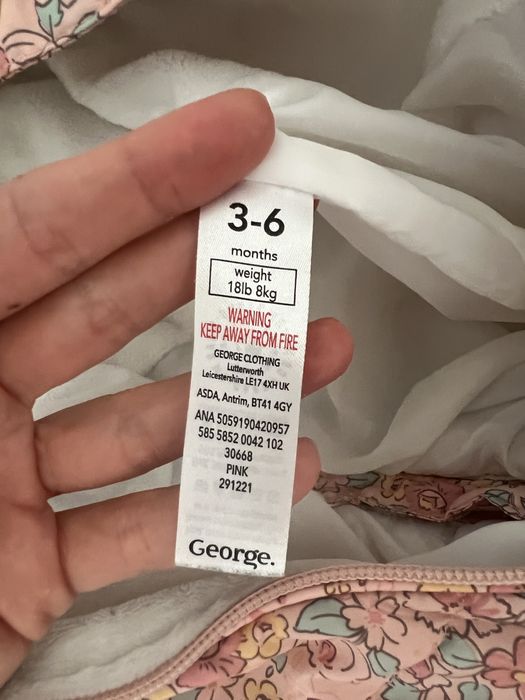 3-6
months
weight
18lb 8kg
WARNING
KEEP AWAY FROM FIRE
GEORGE CLOTHING
Lutterworth
Leicestershire LE17 4XH UK
ASDA, Antrim, BT41 4GY
ANA 5059190420957
585 5852 0042 102
30668
PINK
291221
George.